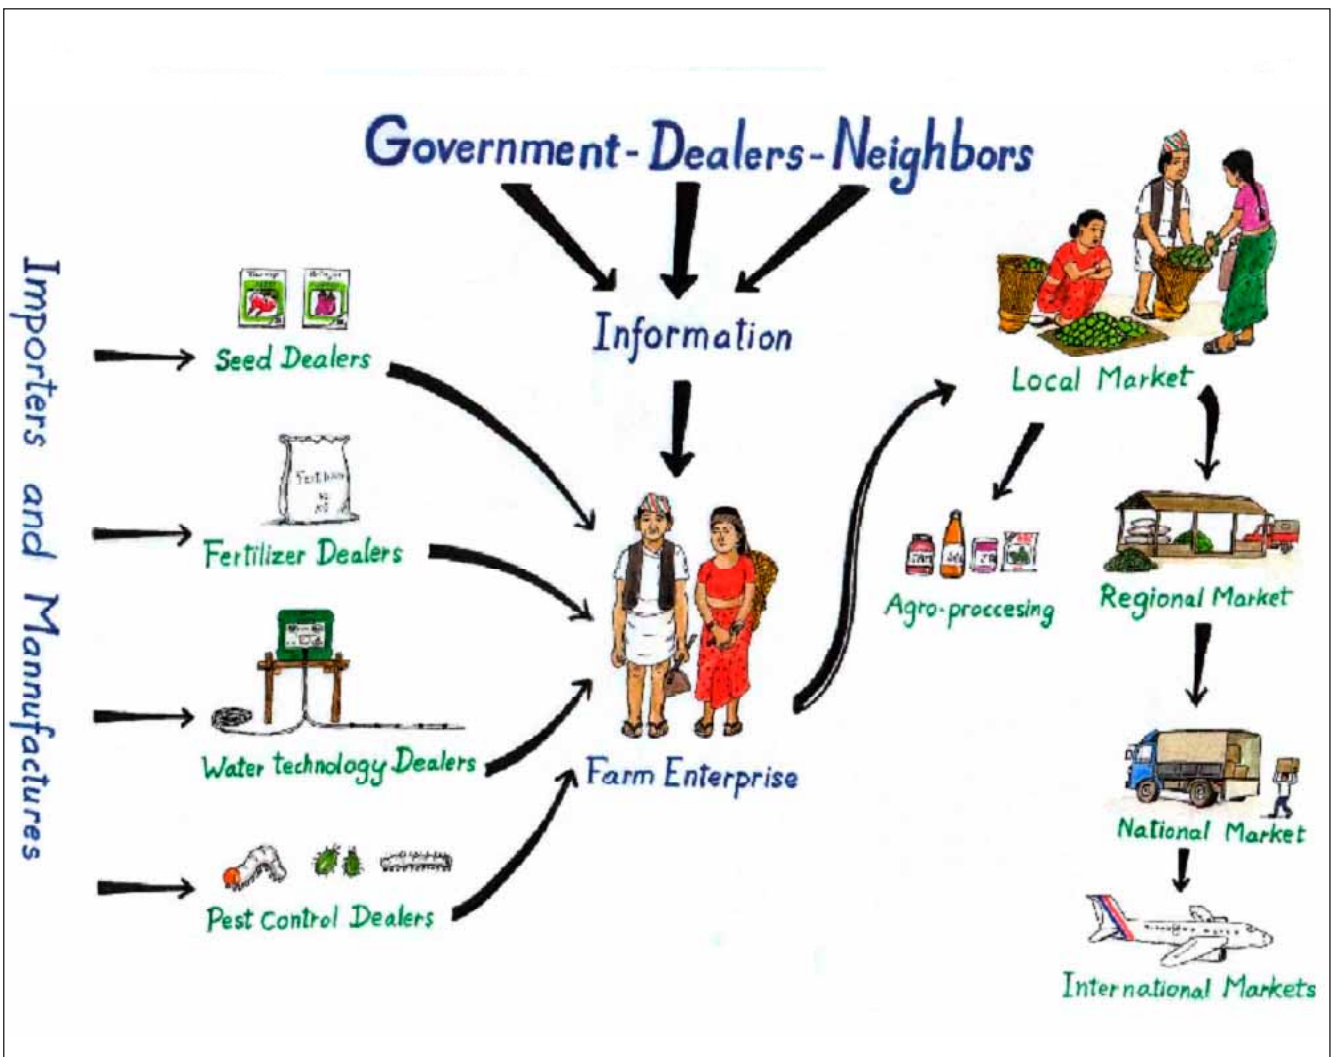 Government-Dealers-Neighbors
Information
Importers and Mannufactures
Seed Dealers
Fertilizer Dealers
Water technology Dealers
Pest Control Dealers
Farm Enterprise
Local Market
Agro-proccesing
Regional Market
National Market
International Markets